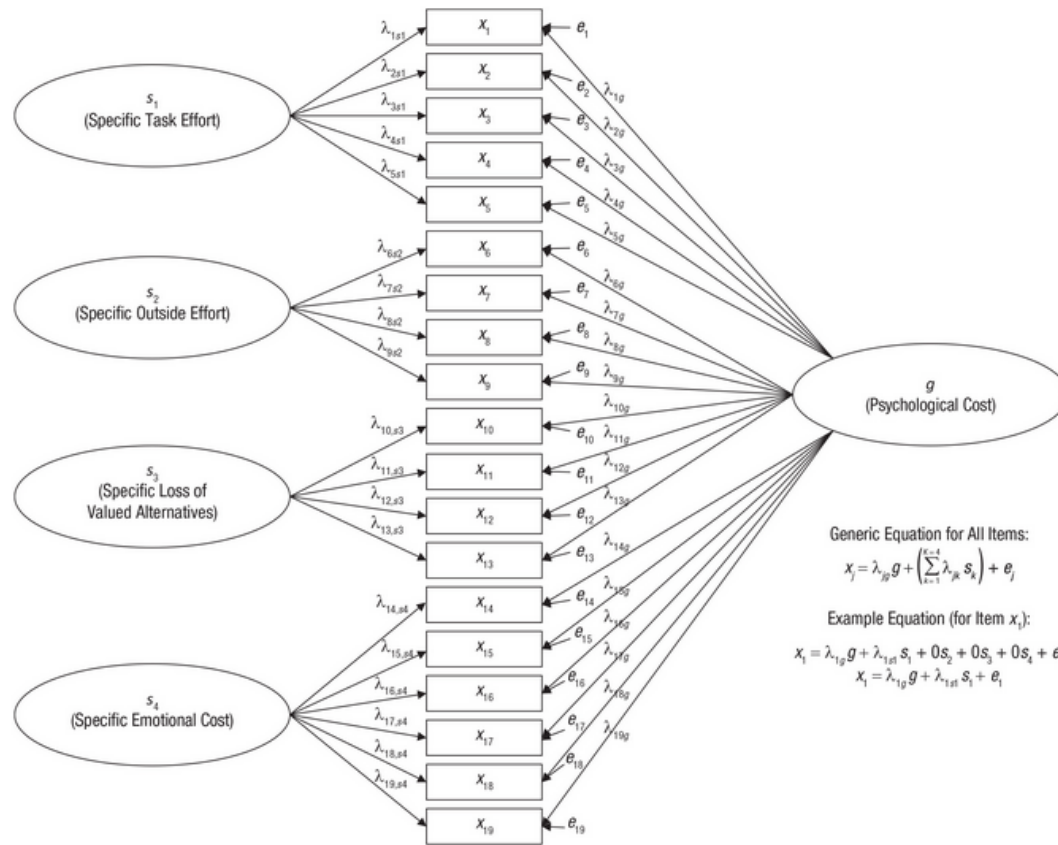 s₁
(Specific Task Effort)
s₂
(Specific Outside Effort)
s₃
(Specific Loss of
Valued Alternatives)
s₄
(Specific Emotional Cost)
λ₁ₛ₁
λ₂ₛ₁
λ₃ₛ₁
λ₄ₛ₁
λ₅ₛ₁
λ₆ₛ₂
λ₇ₛ₂
λ₈ₛ₂
λ₉ₛ₂
λ₁₀,ₛ₃
λ₁₁,ₛ₃
λ₁₂,ₛ₃
λ₁₃,ₛ₃
λ₁₄,ₛ₄
λ₁₅,ₛ₄
λ₁₆,ₛ₄
λ₁₇,ₛ₄
λ₁₈,ₛ₄
λ₁₉,ₛ₄
x₁
x₂
x₃
x₄
x₅
x₆
x₇
x₈
x₉
x₁₀
x₁₁
x₁₂
x₁₃
x₁₄
x₁₅
x₁₆
x₁₇
x₁₈
x₁₉
e₁
e₂
e₃
e₄
e₅
e₆
e₇
e₈
e₉
e₁₀
e₁₁
e₁₂
e₁₃
e₁₄
e₁₅
e₁₆
e₁₇
e₁₈
e₁₉
λ₁g
λ₂g
λ₃g
λ₄g
λ₅g
λ₆g
λ₇g
λ₈g
λ₉g
λ₁₀g
λ₁₁g
λ₁₂g
λ₁₃g
λ₁₄g
λ₁₅g
λ₁₆g
λ₁₇g
λ₁₈g
λ₁₉g
g
(Psychological Cost)
Generic Equation for All Items:
xⱼ = λⱼg g + (∑ₖ₌₁ᴷ⁼⁴ λⱼₖ sₖ) + eⱼ
Example Equation (for Item x₁):
x₁ = λ₁g g + λ₁ₛ₁ s₁ + 0s₂ + 0s₃ + 0s₄ + e
x₁ = λ₁g g + λ₁ₛ₁ s₁ + e₁